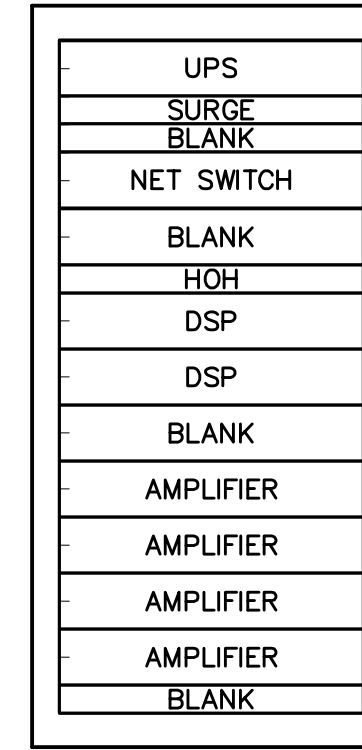 UPS
SURGE
BLANK
NET SWITCH
BLANK
HOH
DSP
DSP
BLANK
AMPLIFIER
AMPLIFIER
AMPLIFIER
AMPLIFIER
BLANK